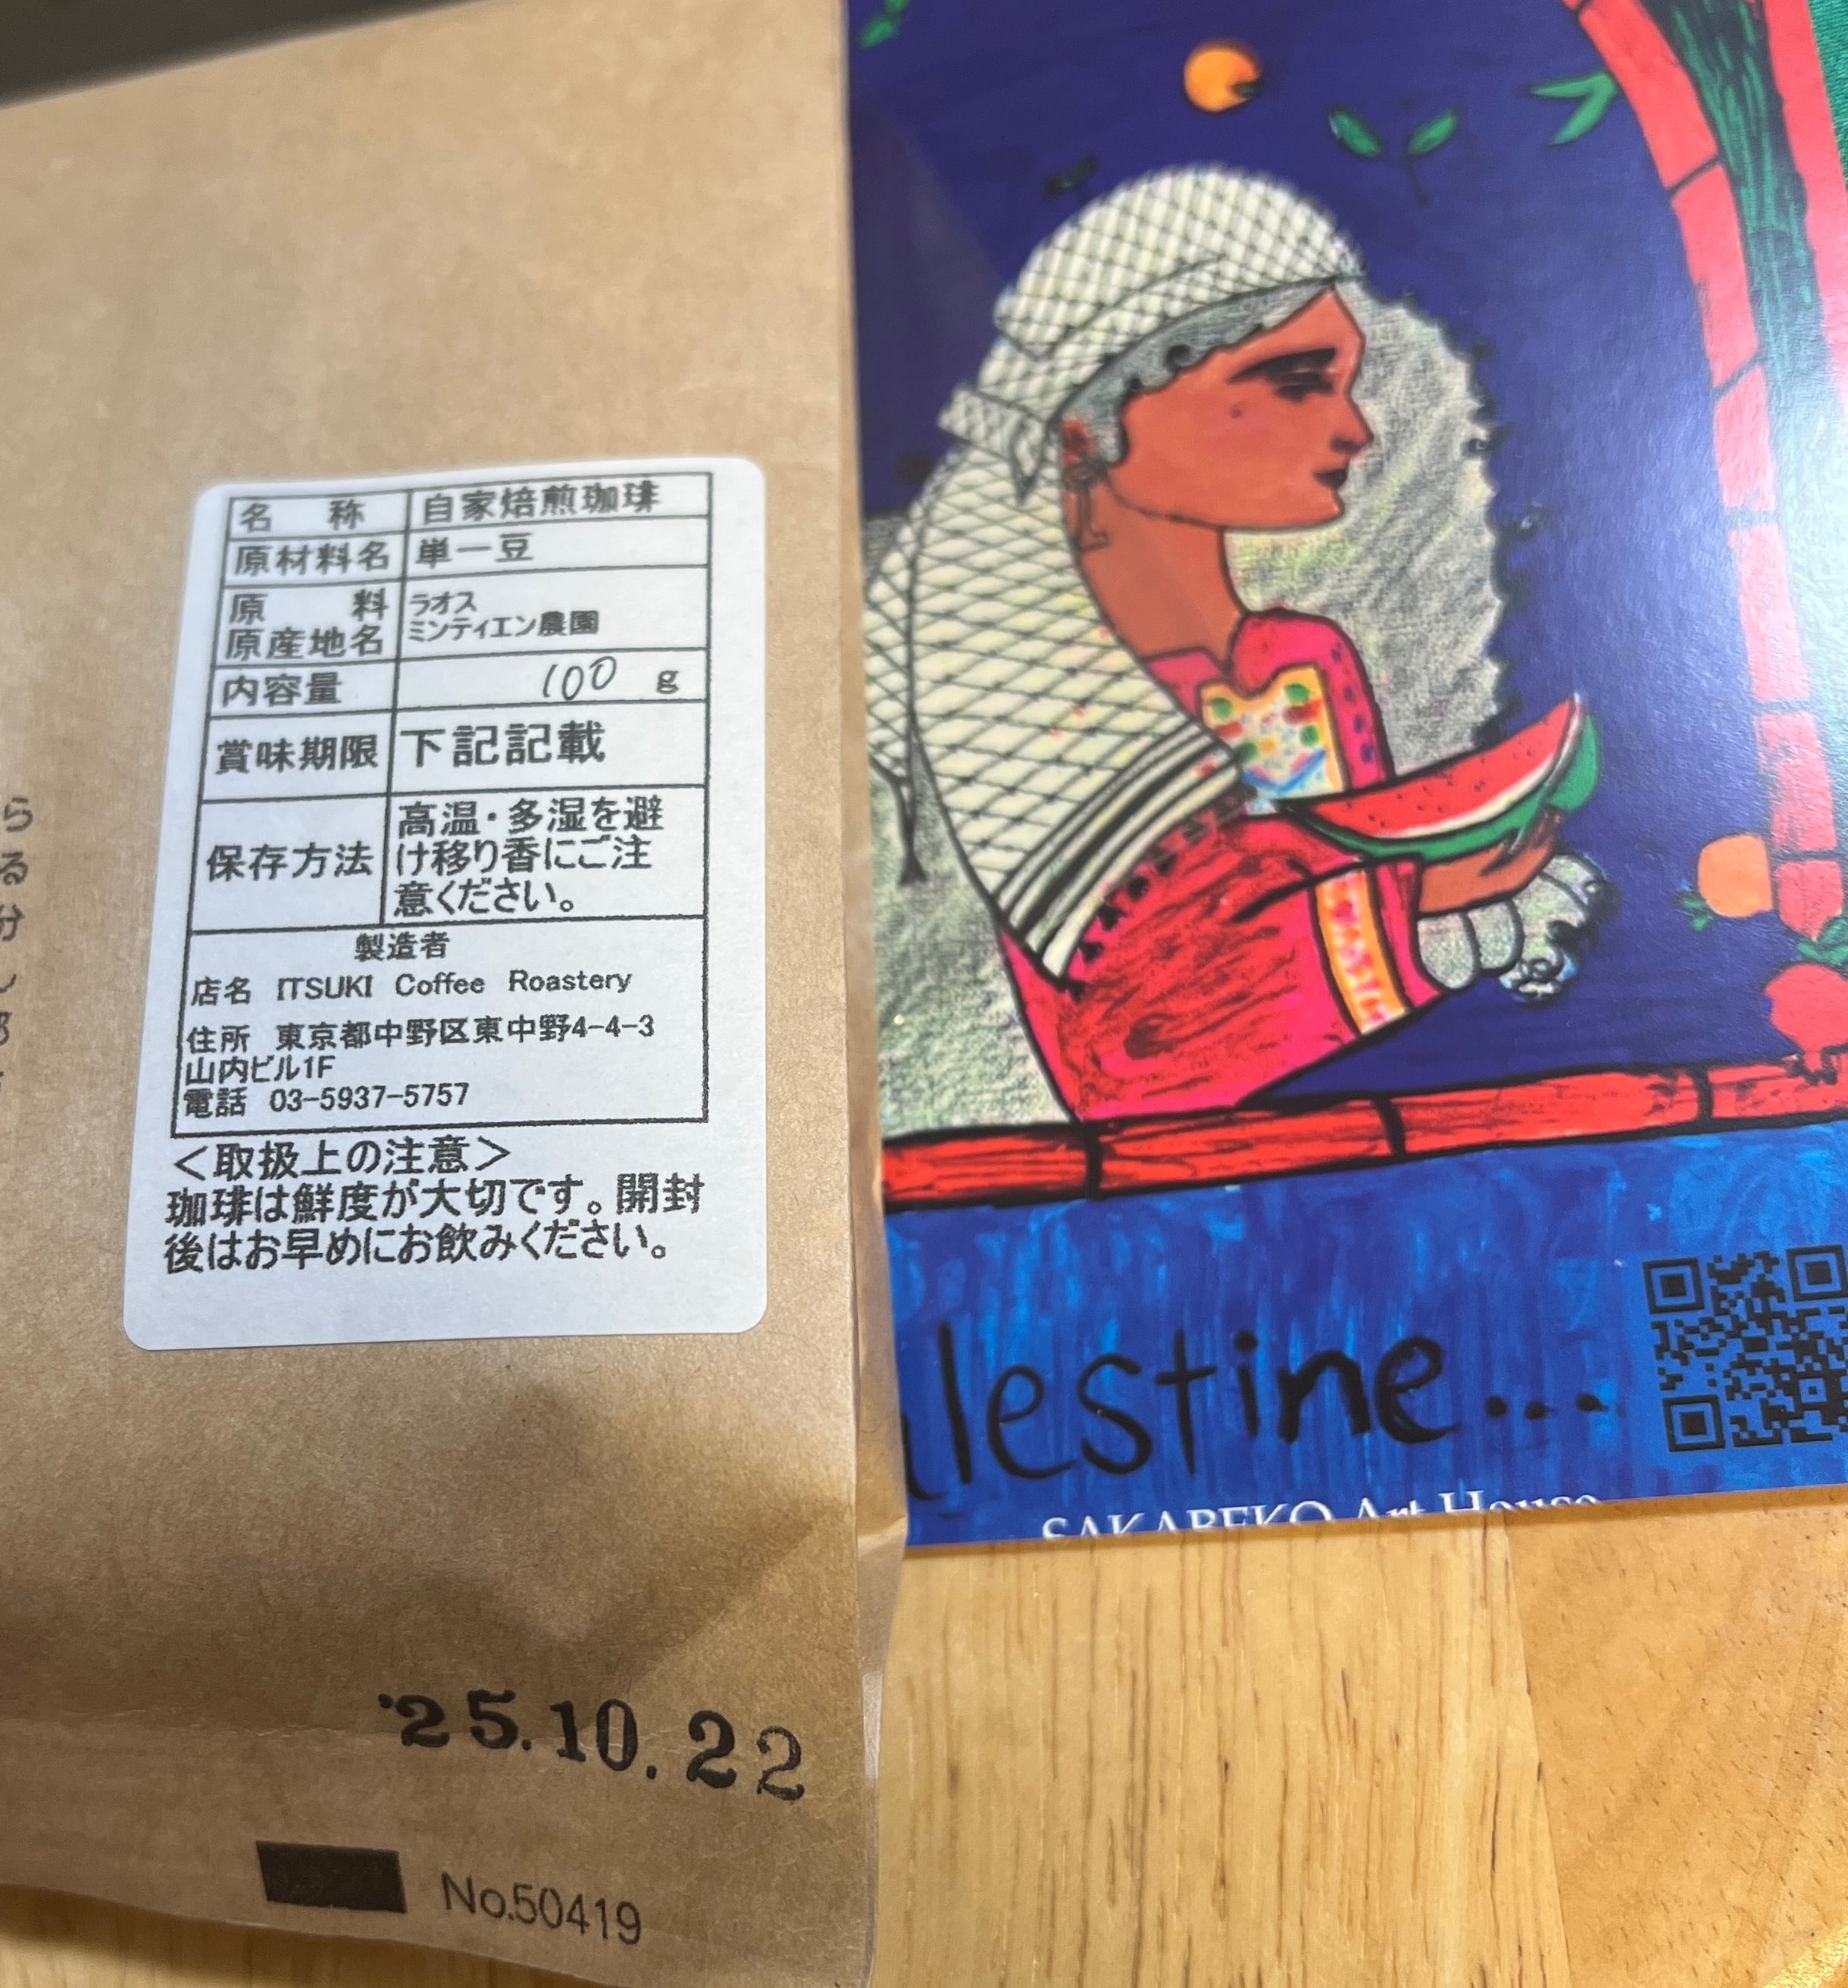 名 称 自家焙煎珈琲
原材料名 単一豆
原 料
原産地名
ラオス
ミンティエン農園
内容量 100 g
賞味期限 下記記載
保存方法 高温・多湿を避
け移り香にご注
意ください。
製造者
店名 ITSUKI Coffee Roastery
住所 東京都中野区東中野4-4-3
山内ビル1F
電話 03-5937-5757
＜取扱上の注意＞
珈琲は鮮度が大切です。開封
後はお早めにお飲みください。
'25.10.22
No.50419
ら
る
分
lestine...
SAKABEKO Art House